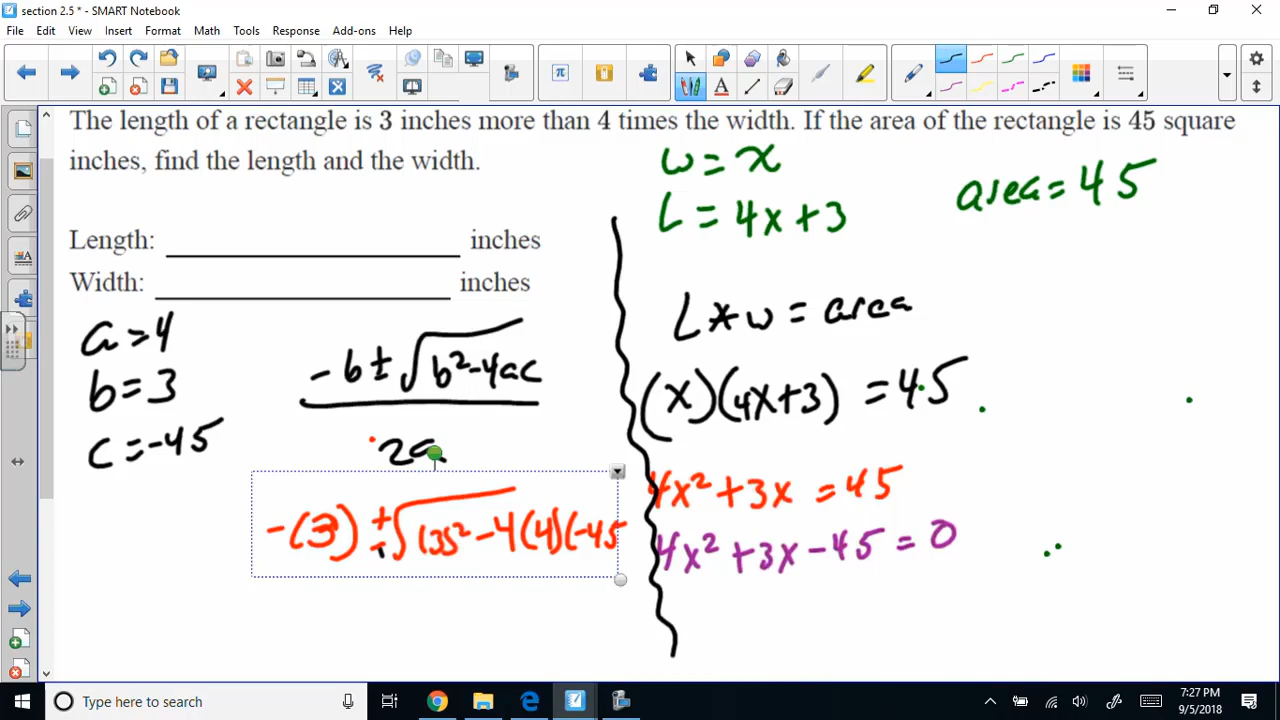 section 2.5 * - SMART Notebook
File Edit View Insert Format Math Tools Response Add-ons Help
The length of a rectangle is 3 inches more than 4 times the width. If the area of the rectangle is 45 square
inches, find the length and the width.
Length: ____________ inches
Width: ____________ inches
a = 4
b = 3
c = -45
-b ± √b² - 4ac
2a
-(3) ± √(3)² - 4(4)(-45
w = x
L = 4x + 3
area = 45
L * w = area
(x)(4x+3) = 45
4x² + 3x = 45
4x² + 3x - 45 = 0
Type here to search
7:27 PM
9/5/2018